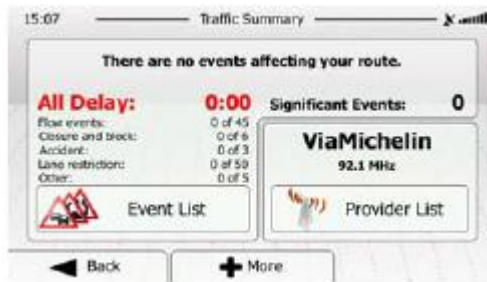 15:07 Traffic Summary
There are no events affecting your route.
All Delay: 0:00
Flow events: 0 of 45
Closure and block: 0 of 6
Accident: 0 of 3
Lane restriction: 0 of 59
Other: 0 of 5
Significant Events: 0
ViaMichelin
92.1 MHz
Event List
Provider List
Back
More